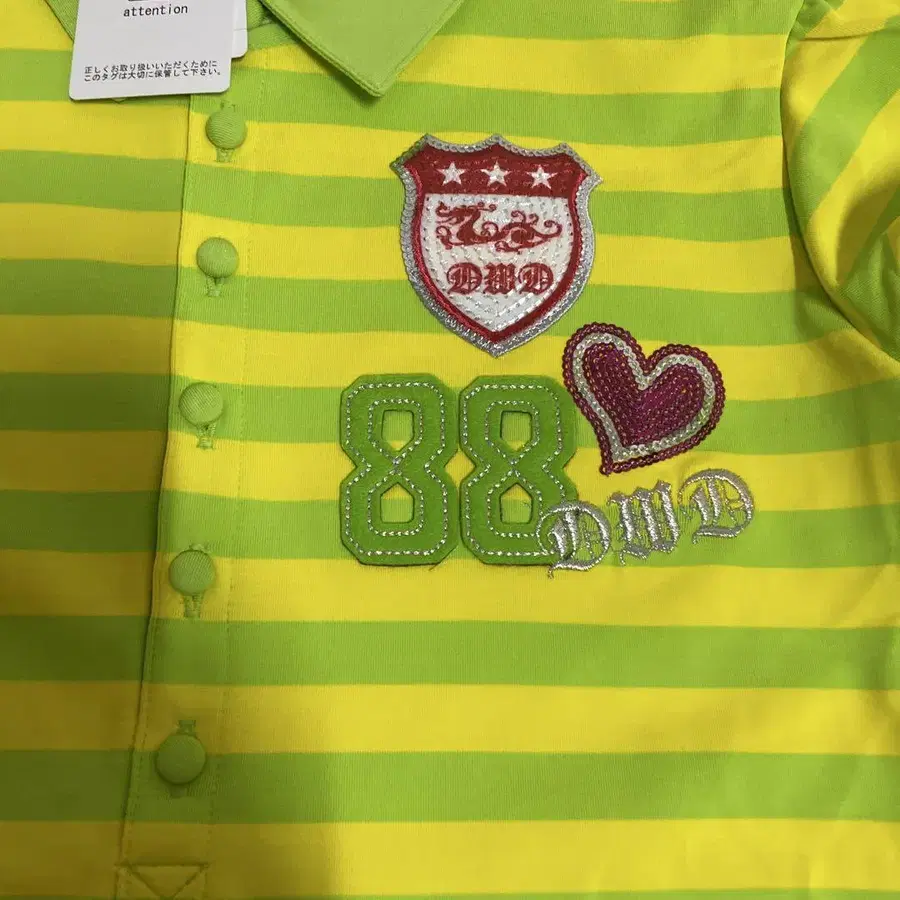 attention
正しくお取り扱いいただくために
このタグは大切に保管して下さい。
DWD
88
DWD